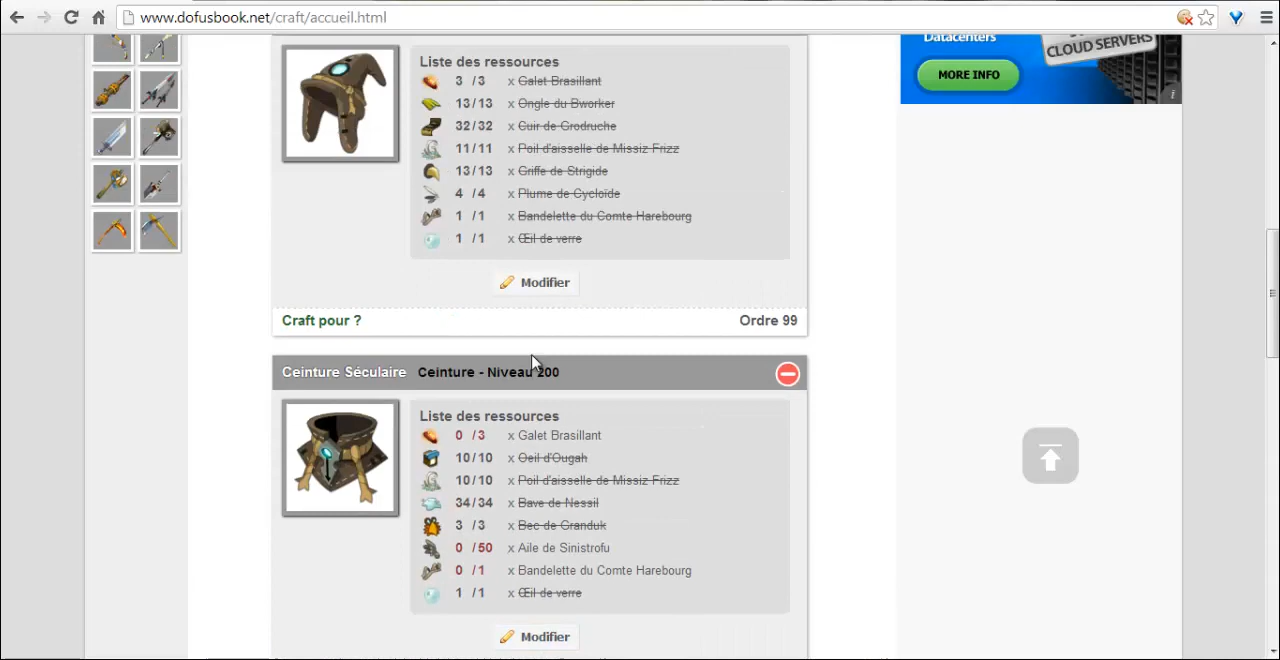 www.dofusbook.net/craft/accueil.html
Datacenters
CLOUD SERVERS
MORE INFO
Liste des ressources
3 /3 x Galet Brasillant
13/13 x Ongle du Bworker
32/32 x Cuir de Grodruche
11/11 x Poil d'aisselle de Missiz Frizz
13/13 x Griffe de Strigide
4 /4 x Plume de Cycloïde
1 /1 x Bandelette du Comte Harebourg
1 /1 x Œil de verre
Modifier
Craft pour ? Ordre 99
Ceinture Séculaire Ceinture - Niveau 200
Liste des ressources
0 /3 x Galet Brasillant
10/10 x Oeil d'Ougah
10/10 x Poil d'aisselle de Missiz Frizz
34/34 x Bave de Nessil
3 /3 x Bec de Granduk
0 /50 x Aile de Sinistrofu
0 /1 x Bandelette du Comte Harebourg
1 /1 x Œil de verre
Modifier